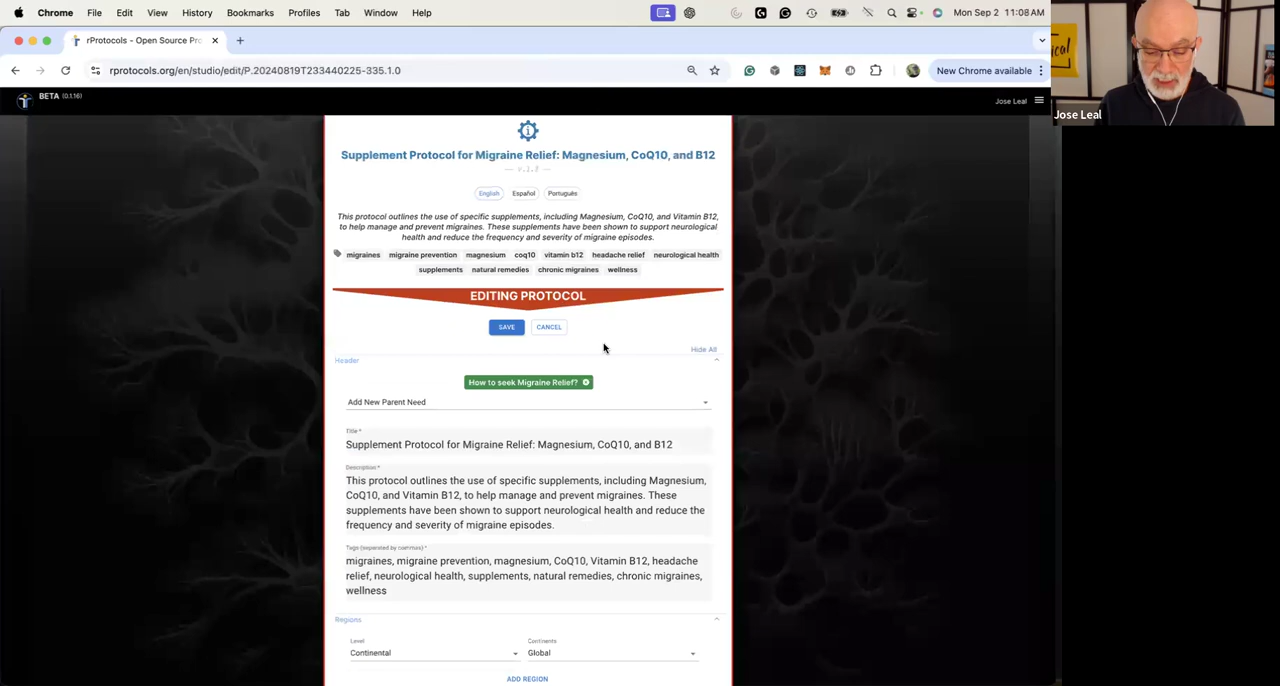 Chrome File Edit View History Bookmarks Profiles Tab Window Help Mon Sep 2 11:08 AM
rProtocols - Open Source Pro
rprotocols.org/en/studio/edit/P.20240819T233440225-335.1.0 New Chrome available
BETA (0.1.16) Jose Leal
Jose Leal
Supplement Protocol for Migraine Relief: Magnesium, CoQ10, and B12
English Español Português
This protocol outlines the use of specific supplements, including Magnesium, CoQ10, and Vitamin B12,
to help manage and prevent migraines. These supplements have been shown to support neurological
health and reduce the frequency and severity of migraine episodes.
migraines migraine prevention magnesium coq10 vitamin b12 headache relief neurological health
supplements natural remedies chronic migraines wellness
EDITING PROTOCOL
SAVE CANCEL
Hide All
Header
How to seek Migraine Relief?
Add New Parent Need
Title *
Supplement Protocol for Migraine Relief: Magnesium, CoQ10, and B12
Description *
This protocol outlines the use of specific supplements, including Magnesium,
CoQ10, and Vitamin B12, to help manage and prevent migraines. These
supplements have been shown to support neurological health and reduce the
frequency and severity of migraine episodes.
Tags (separated by commas) *
migraines, migraine prevention, magnesium, CoQ10, Vitamin B12, headache
relief, neurological health, supplements, natural remedies, chronic migraines,
wellness
Regions
Level Continents
Continental Global
ADD REGION